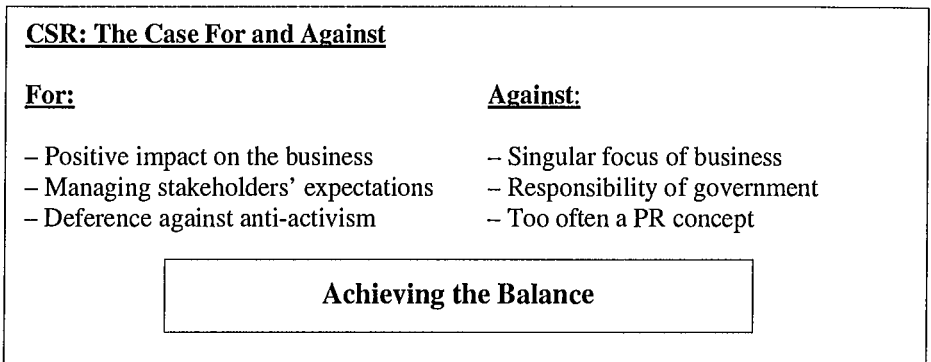 CSR: The Case For and Against
For:
– Positive impact on the business
– Managing stakeholders' expectations
– Deference against anti-activism
Against:
– Singular focus of business
– Responsibility of government
– Too often a PR concept
Achieving the Balance